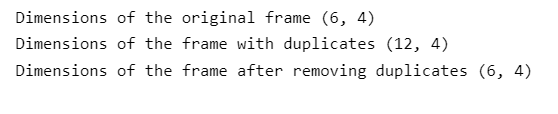 Dimensions of the original frame (6, 4)
Dimensions of the frame with duplicates (12, 4)
Dimensions of the frame after removing duplicates (6, 4)